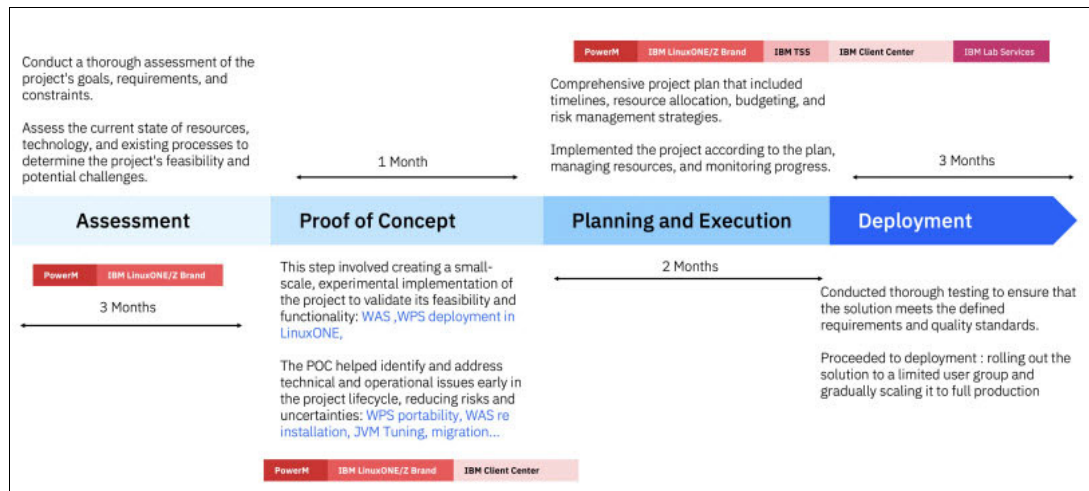 Conduct a thorough assessment of the
project's goals, requirements, and
constraints.
Assess the current state of resources,
technology, and existing processes to
determine the project's feasibility and
potential challenges.
1 Month
PowerM
IBM LinuxONE/Z Brand
IBM TSS
IBM Client Center
IBM Lab Services
Comprehensive project plan that included
timelines, resource allocation, budgeting, and
risk management strategies.
Implemented the project according to the plan,
managing resources, and monitoring progress.
3 Months
Assessment
Proof of Concept
Planning and Execution
Deployment
PowerM
IBM LinuxONE/Z Brand
3 Months
This step involved creating a small-
scale, experimental implementation of
the project to validate its feasibility and
functionality: WAS ,WPS deployment in
LinuxONE,
The POC helped identify and address
technical and operational issues early in
the project lifecycle, reducing risks and
uncertainties: WPS portability, WAS re
installation, JVM Tuning, migration...
PowerM
IBM LinuxONE/Z Brand
IBM Client Center
2 Months
Conducted thorough testing to ensure that
the solution meets the defined
requirements and quality standards.
Proceeded to deployment : rolling out the
solution to a limited user group and
gradually scaling it to full production